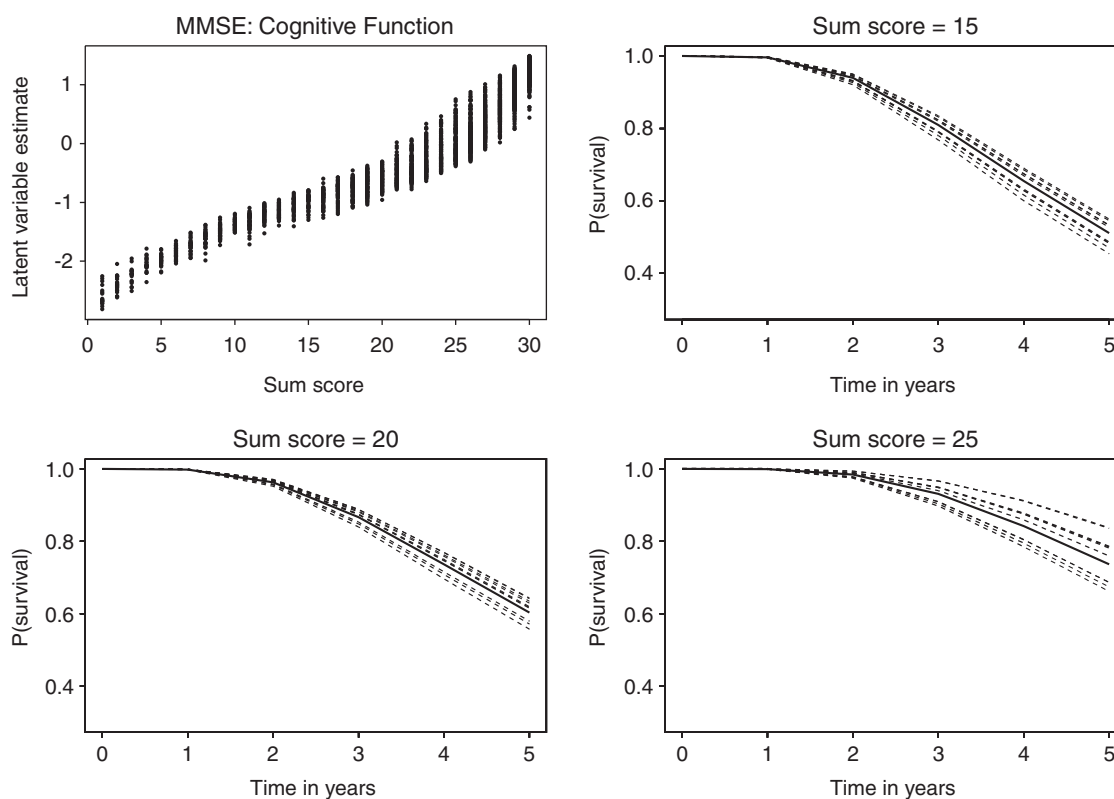 MMSE: Cognitive Function
Latent variable estimate
1
0
-1
-2
0 5 10 15 20 25 30
Sum score
Sum score = 15
P(survival)
1.0
0.8
0.6
0.4
0 1 2 3 4 5
Time in years
Sum score = 20
P(survival)
1.0
0.8
0.6
0.4
0 1 2 3 4 5
Time in years
Sum score = 25
P(survival)
1.0
0.8
0.6
0.4
0 1 2 3 4 5
Time in years